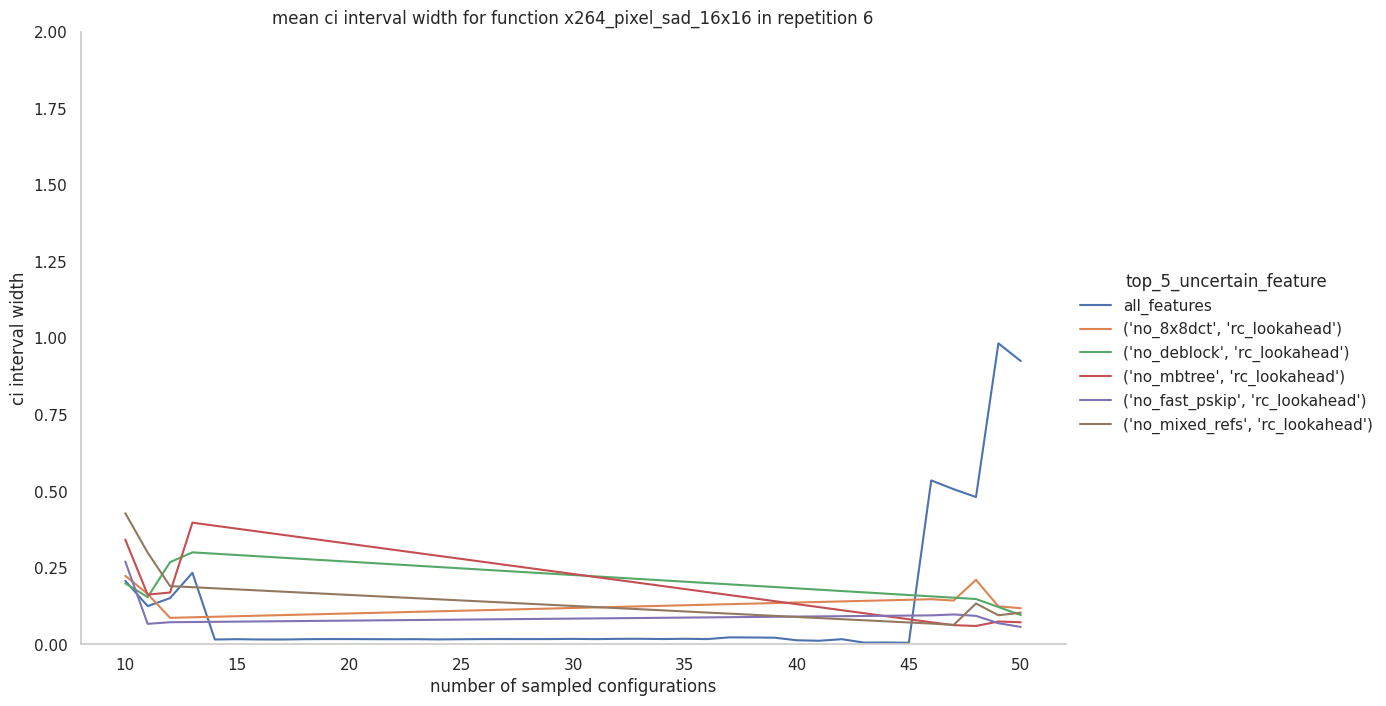 mean ci interval width for function x264_pixel_sad_16x16 in repetition 6
2.00
1.75
1.50
1.25
1.00
0.75
0.50
0.25
0.00
ci interval width
10
15
20
25
30
35
40
45
50
number of sampled configurations
top_5_uncertain_feature
all_features
('no_8x8dct', 'rc_lookahead')
('no_deblock', 'rc_lookahead')
('no_mbtree', 'rc_lookahead')
('no_fast_pskip', 'rc_lookahead')
('no_mixed_refs', 'rc_lookahead')